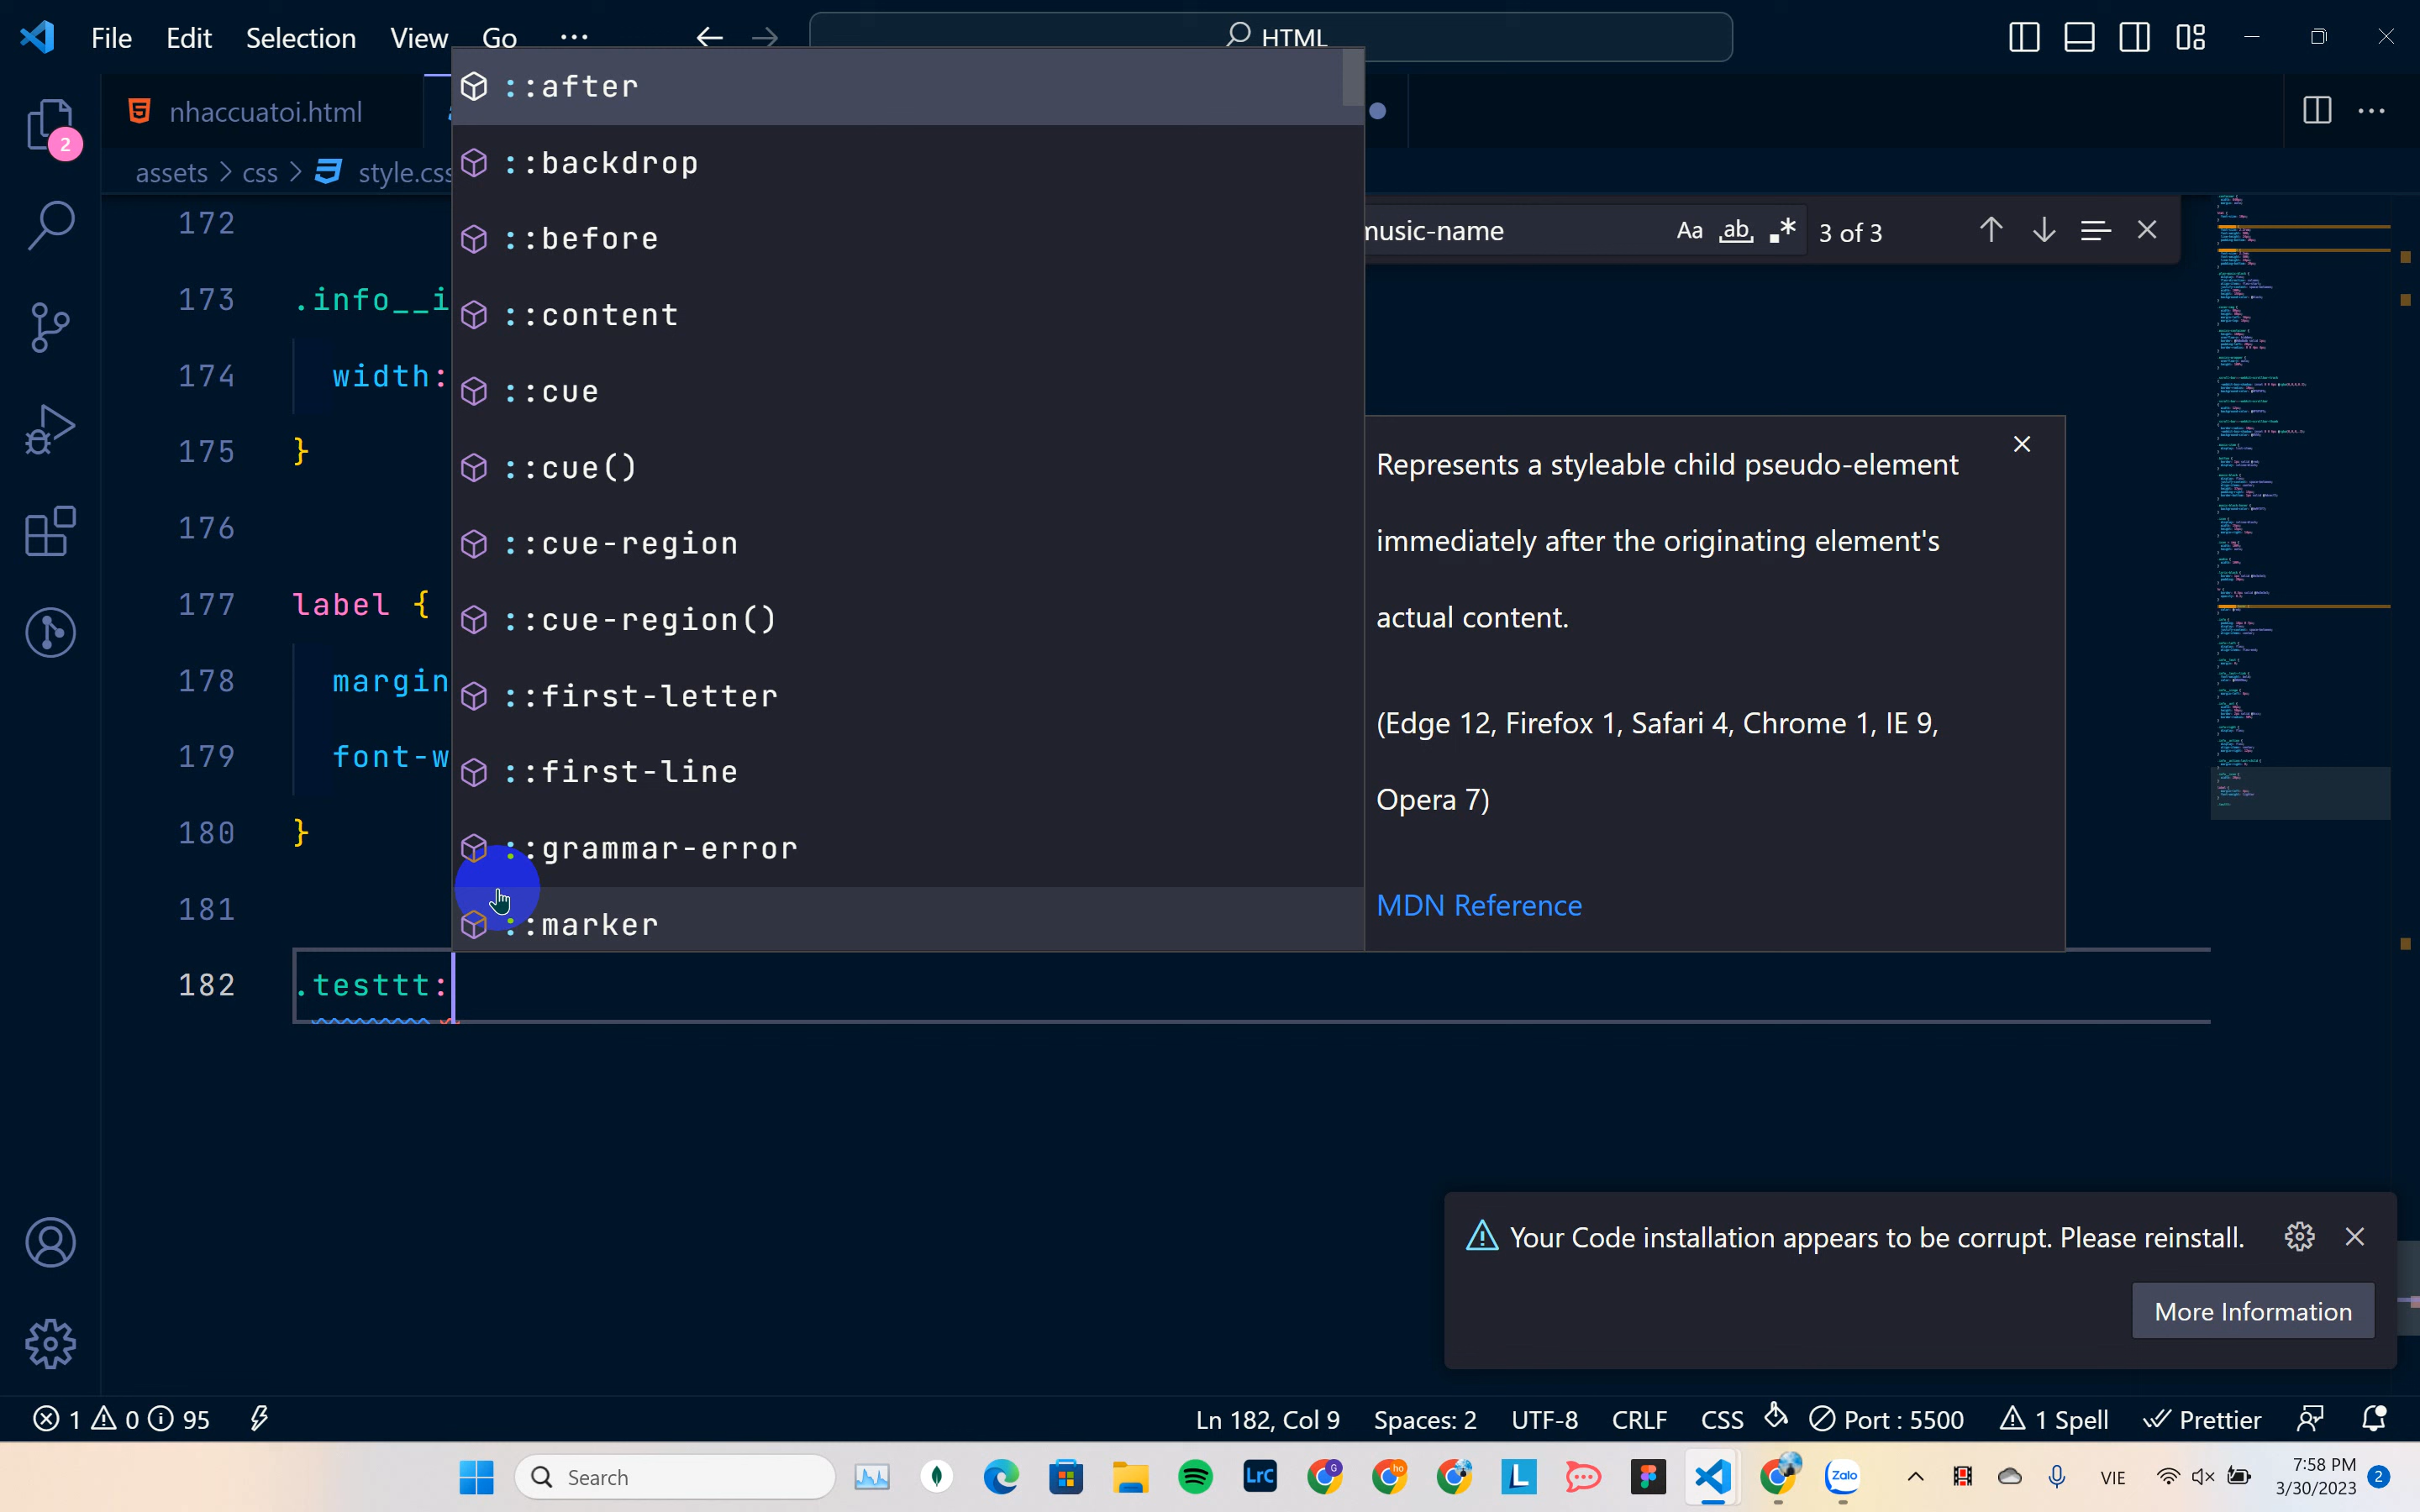 File Edit Selection View Go ··· HTML
nhaccuatoi.html
assets > css > style.css
music-name Aa ab .* 3 of 3
2
172
173 .info__i
174 width:
175 }
176
177 label {
178 margin
179 font-w
180 }
181
182 .testtt:
::after
::backdrop
::before
::content
::cue
::cue()
::cue-region
::cue-region()
::first-letter
::first-line
::grammar-error
::marker
Represents a styleable child pseudo-element
immediately after the originating element's
actual content.
(Edge 12, Firefox 1, Safari 4, Chrome 1, IE 9,
Opera 7)
MDN Reference
Your Code installation appears to be corrupt. Please reinstall.
More Information
1 0 95 Ln 182, Col 9 Spaces: 2 UTF-8 CRLF CSS Port : 5500 1 Spell Prettier
Search LrC G ho L Zalo VIE 7:58 PM 2
3/30/2023